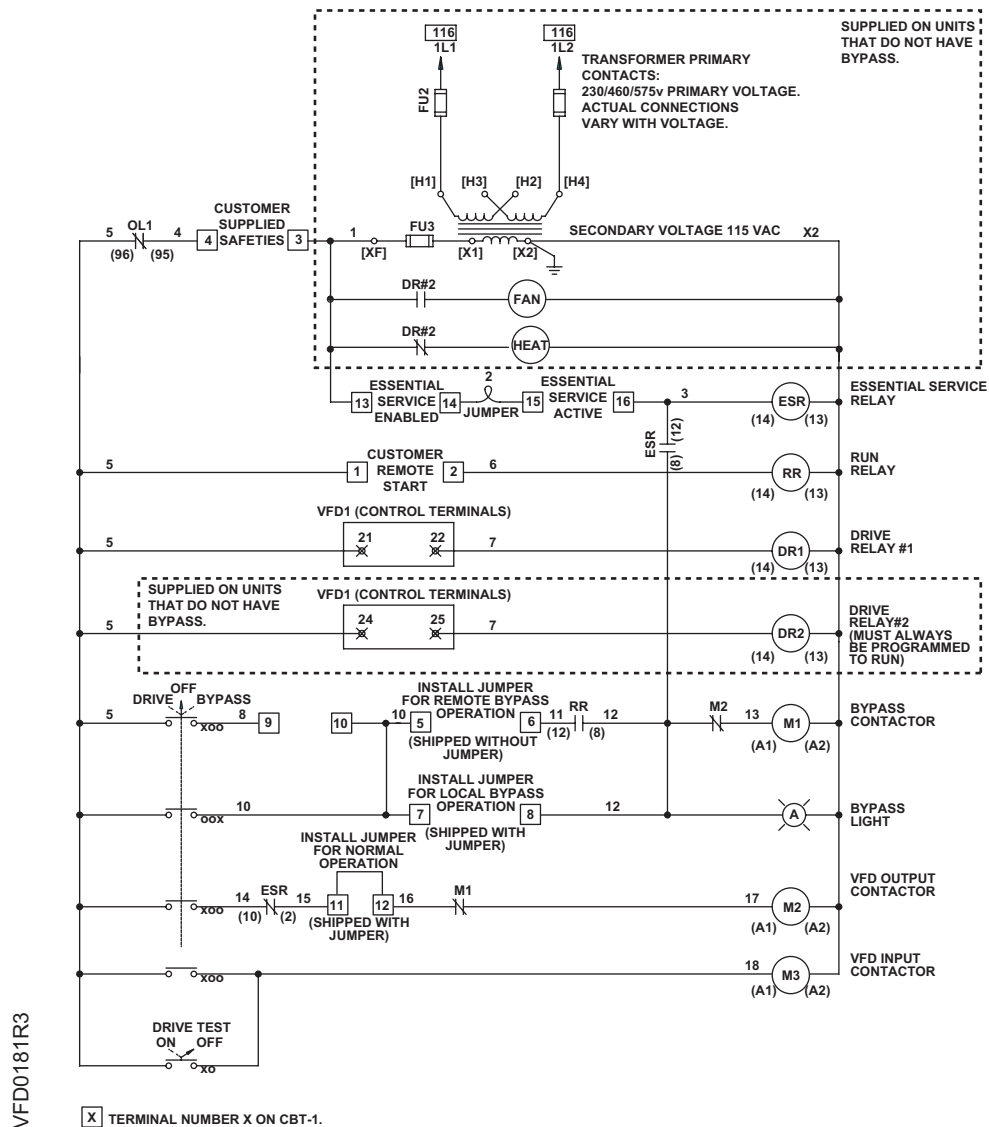 SUPPLIED ON UNITS
THAT DO NOT HAVE
BYPASS.
116
1L1
116
1L2
TRANSFORMER PRIMARY
CONTACTS:
230/460/575v PRIMARY VOLTAGE.
ACTUAL CONNECTIONS
VARY WITH VOLTAGE.
FU2
[H1]
[H3]
[H2]
[H4]
5
OL1
4
(96)
(95)
4
CUSTOMER
SUPPLIED
SAFETIES
3
1
[XF]
FU3
[X1]
[X2]
SECONDARY VOLTAGE 115 VAC
X2
DR#2
FAN
DR#2
HEAT
13
ESSENTIAL
SERVICE
ENABLED
14
2
JUMPER
15
ESSENTIAL
SERVICE
ACTIVE
16
3
ESR
(14)
(13)
ESSENTIAL SERVICE
RELAY
ESR
(12)
(8)
5
1
CUSTOMER
REMOTE
START
2
6
RR
(14)
(13)
RUN
RELAY
VFD1 (CONTROL TERMINALS)
5
21
22
7
DR1
(14)
(13)
DRIVE
RELAY #1
SUPPLIED ON UNITS
THAT DO NOT HAVE
BYPASS.
VFD1 (CONTROL TERMINALS)
5
24
25
7
DR2
(14)
(13)
DRIVE
RELAY#2
(MUST ALWAYS
BE PROGRAMMED
TO RUN)
OFF
DRIVE
BYPASS
5
xoo
8
9
10
10
INSTALL JUMPER
FOR REMOTE BYPASS
OPERATION
5
6
(SHIPPED WITHOUT
JUMPER)
11
RR
12
(12)
(8)
M2
13
M1
(A1)
(A2)
BYPASS
CONTACTOR
oox
10
INSTALL JUMPER
FOR LOCAL BYPASS
OPERATION
7
8
(SHIPPED WITH
JUMPER)
12
A
BYPASS
LIGHT
xoo
14
ESR
15
(10)
(2)
INSTALL JUMPER
FOR NORMAL
OPERATION
11
12
(SHIPPED WITH
JUMPER)
16
M1
17
M2
(A1)
(A2)
VFD OUTPUT
CONTACTOR
xoo
18
M3
(A1)
(A2)
VFD INPUT
CONTACTOR
DRIVE TEST
ON
OFF
xo
VFD0181R3
X TERMINAL NUMBER X ON CBT-1.